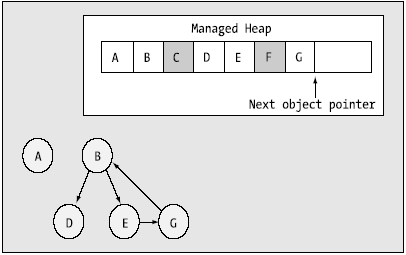 Managed Heap
A B C D E F G
Next object pointer
A B
D E G